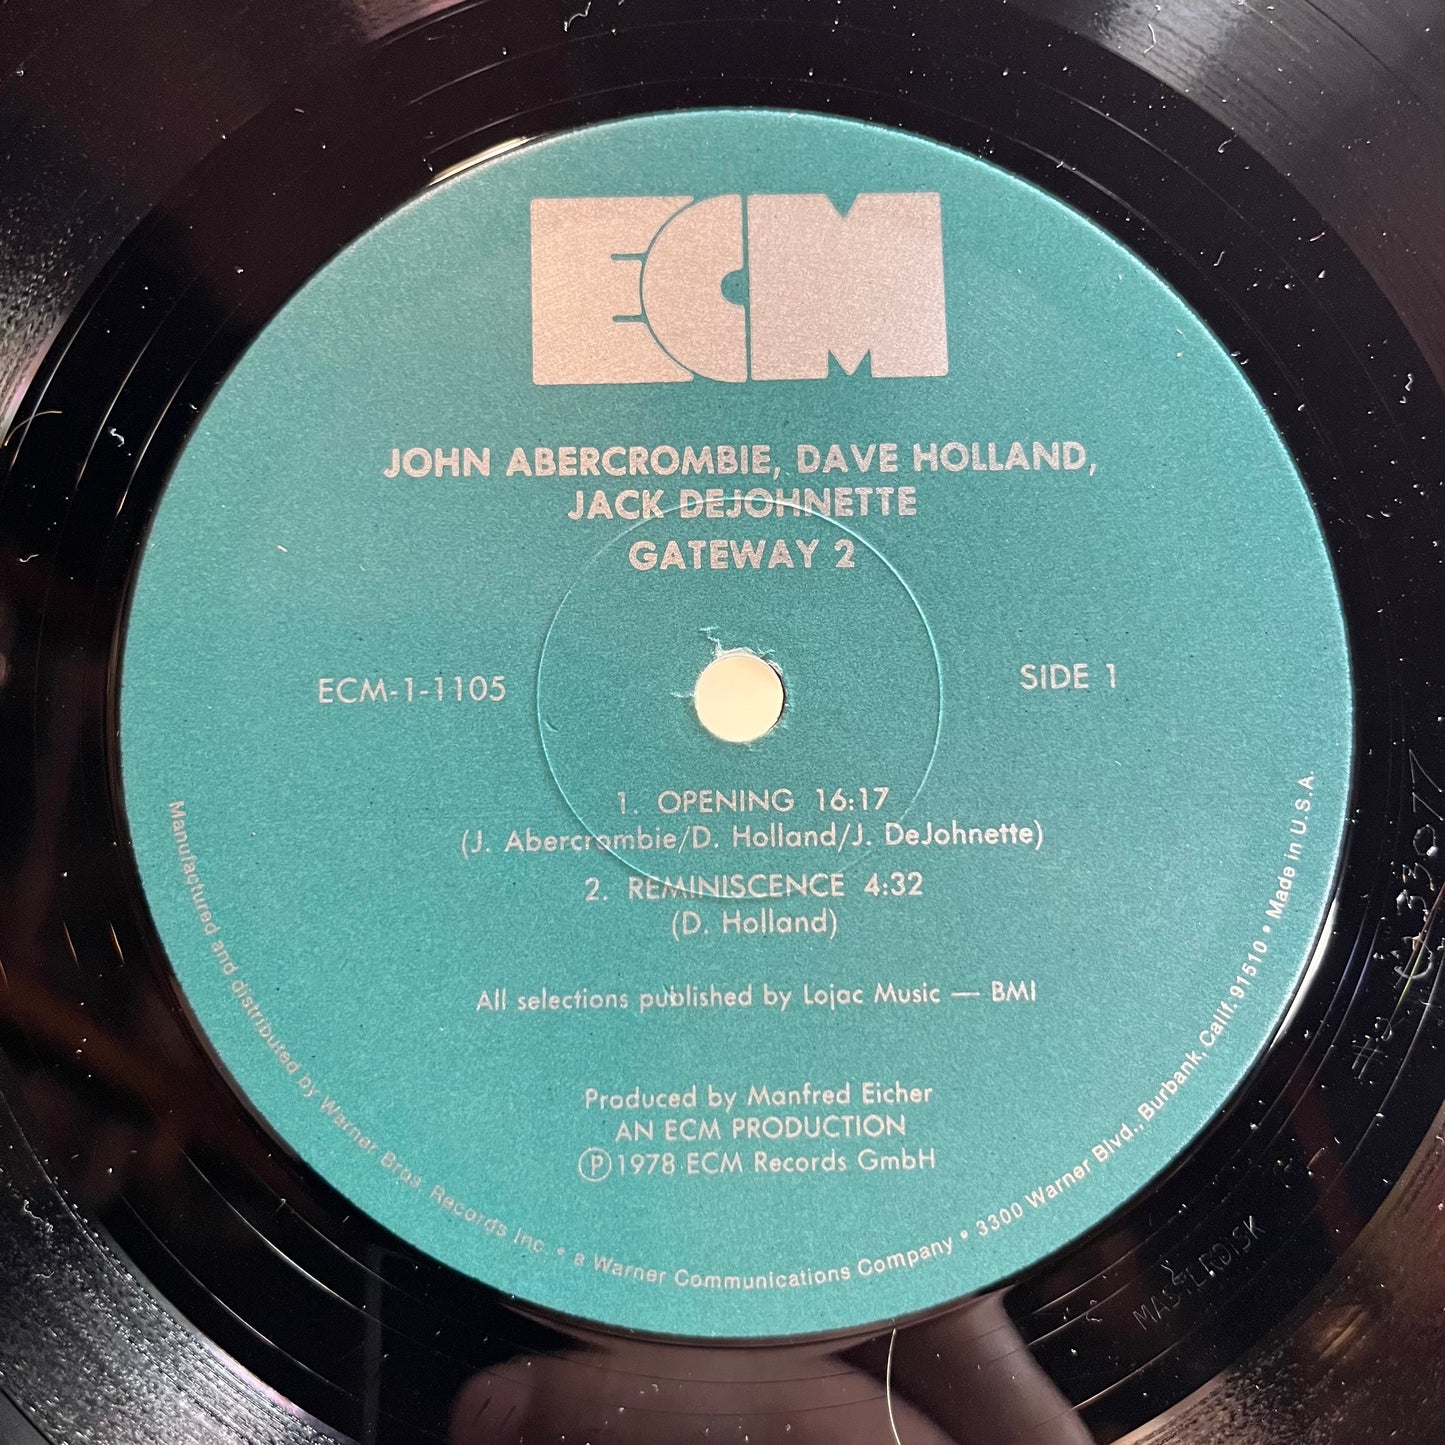 ECM
JOHN ABERCROMBIE, DAVE HOLLAND,
JACK DEJOHNETTE
GATEWAY 2
ECM-1-1105
SIDE 1
1. OPENING 16:17
(J. Abercrombie/D. Holland/J. DeJohnette)
2. REMINISCENCE 4:32
(D. Holland)
All selections published by Lojac Music — BMI
Produced by Manfred Eicher
AN ECM PRODUCTION
Ⓟ1978 ECM Records GmbH
Manufactured and distributed by Warner Bros. Records Inc. • a Warner Communications Company • 3300 Warner Blvd., Burbank, Calif. 91510 • Made in U.S.A.
MASTERDISK